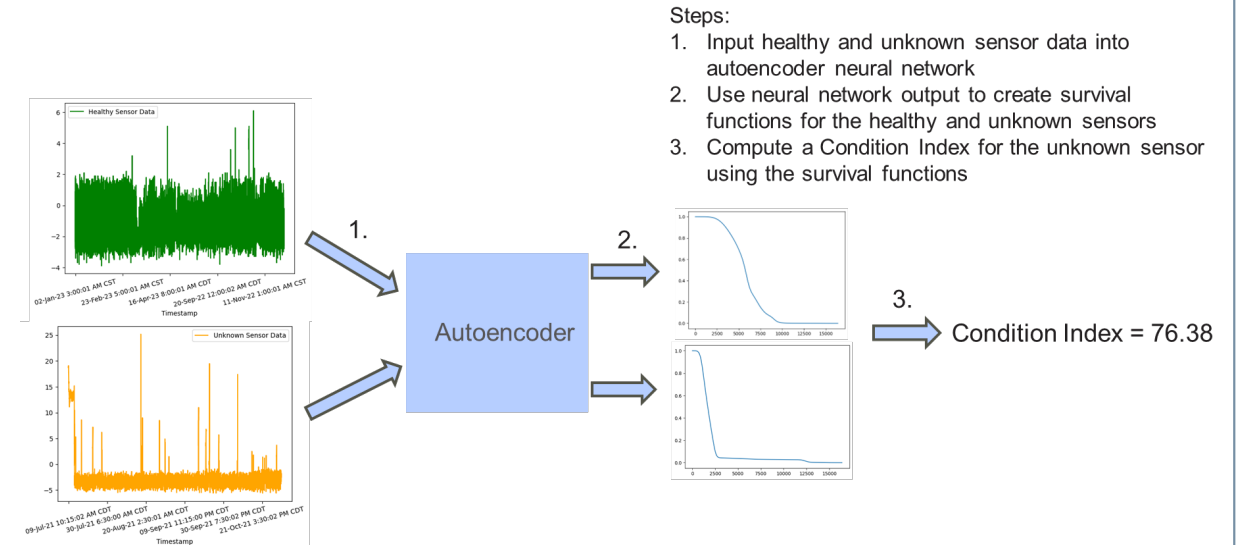 Steps:
1. Input healthy and unknown sensor data into
autoencoder neural network
2. Use neural network output to create survival
functions for the healthy and unknown sensors
3. Compute a Condition Index for the unknown sensor
using the survival functions
Healthy Sensor Data
6
4
2
0
−2
−4
02-Jan-23 3:00:01 AM CST
23-Feb-23 5:00:01 AM CST
16-Apr-23 8:00:01 AM CDT
20-Sep-22 12:00:02 AM CDT
11-Nov-22 1:00:01 AM CST
Timestamp
1.
Unknown Sensor Data
25
20
15
10
5
0
−5
09-Jul-21 10:15:02 AM CDT
30-Jul-21 6:30:00 AM CDT
20-Aug-21 2:30:01 AM CDT
09-Sep-21 11:15:00 PM CDT
30-Sep-21 7:30:02 PM CDT
21-Oct-21 3:30:02 PM CDT
Timestamp
Autoencoder
2.
1.0
0.8
0.6
0.4
0.2
0.0
0 2500 5000 7500 10000 12500 15000
1.0
0.8
0.6
0.4
0.2
0.0
0 2500 5000 7500 10000 12500 15000
3.
Condition Index = 76.38